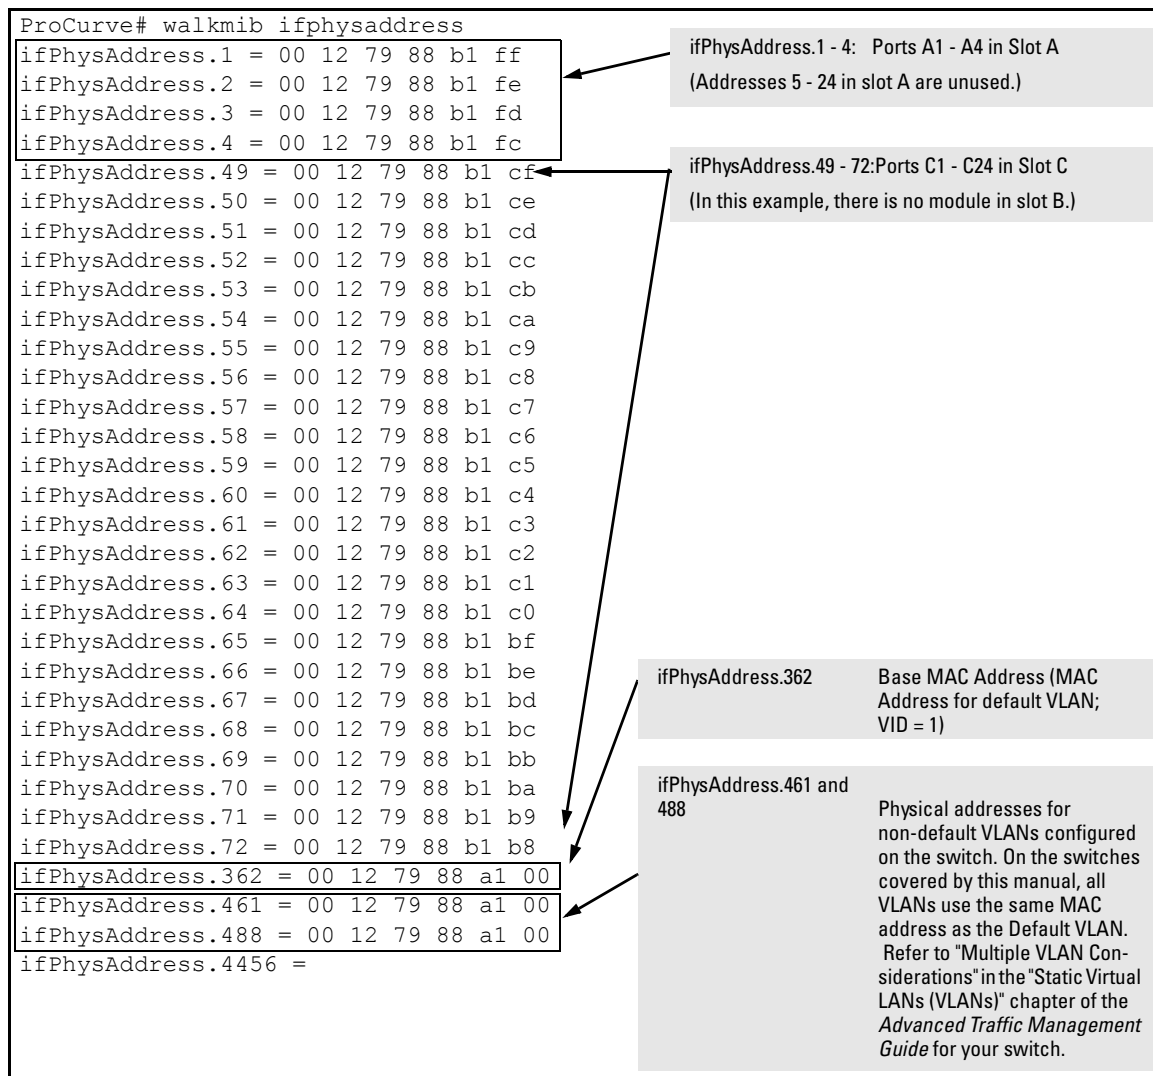 ProCurve# walkmib ifphysaddress
ifPhysAddress.1 = 00 12 79 88 b1 ff
ifPhysAddress.2 = 00 12 79 88 b1 fe
ifPhysAddress.3 = 00 12 79 88 b1 fd
ifPhysAddress.4 = 00 12 79 88 b1 fc
ifPhysAddress.49 = 00 12 79 88 b1 cf
ifPhysAddress.50 = 00 12 79 88 b1 ce
ifPhysAddress.51 = 00 12 79 88 b1 cd
ifPhysAddress.52 = 00 12 79 88 b1 cc
ifPhysAddress.53 = 00 12 79 88 b1 cb
ifPhysAddress.54 = 00 12 79 88 b1 ca
ifPhysAddress.55 = 00 12 79 88 b1 c9
ifPhysAddress.56 = 00 12 79 88 b1 c8
ifPhysAddress.57 = 00 12 79 88 b1 c7
ifPhysAddress.58 = 00 12 79 88 b1 c6
ifPhysAddress.59 = 00 12 79 88 b1 c5
ifPhysAddress.60 = 00 12 79 88 b1 c4
ifPhysAddress.61 = 00 12 79 88 b1 c3
ifPhysAddress.62 = 00 12 79 88 b1 c2
ifPhysAddress.63 = 00 12 79 88 b1 c1
ifPhysAddress.64 = 00 12 79 88 b1 c0
ifPhysAddress.65 = 00 12 79 88 b1 bf
ifPhysAddress.66 = 00 12 79 88 b1 be
ifPhysAddress.67 = 00 12 79 88 b1 bd
ifPhysAddress.68 = 00 12 79 88 b1 bc
ifPhysAddress.69 = 00 12 79 88 b1 bb
ifPhysAddress.70 = 00 12 79 88 b1 ba
ifPhysAddress.71 = 00 12 79 88 b1 b9
ifPhysAddress.72 = 00 12 79 88 b1 b8
ifPhysAddress.362 = 00 12 79 88 a1 00
ifPhysAddress.461 = 00 12 79 88 a1 00
ifPhysAddress.488 = 00 12 79 88 a1 00
ifPhysAddress.4456 =
ifPhysAddress.1 - 4: Ports A1 - A4 in Slot A
(Addresses 5 - 24 in slot A are unused.)
ifPhysAddress.49 - 72:Ports C1 - C24 in Slot C
(In this example, there is no module in slot B.)
ifPhysAddress.362 Base MAC Address (MAC
Address for default VLAN;
VID = 1)
ifPhysAddress.461 and
488 Physical addresses for
non-default VLANs configured
on the switch. On the switches
covered by this manual, all
VLANs use the same MAC
address as the Default VLAN.
Refer to "Multiple VLAN Con-
siderations" in the "Static Virtual
LANs (VLANs)" chapter of the
Advanced Traffic Management
Guide for your switch.